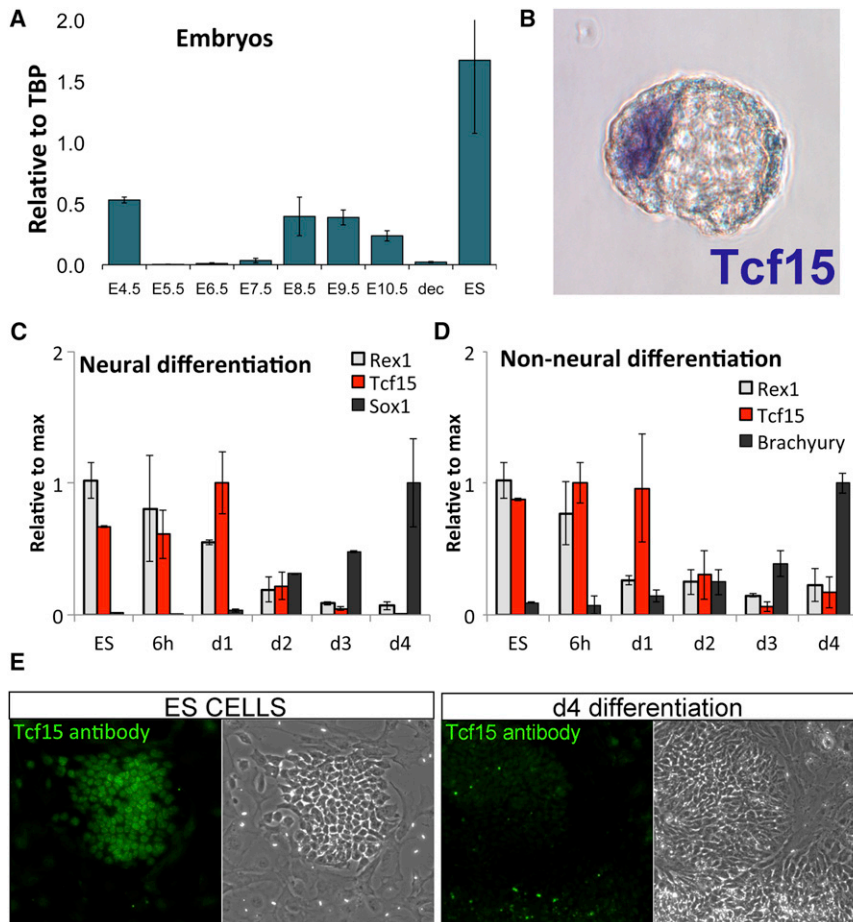 A
Embryos
Relative to TBP
2.0
1.5
1.0
0.5
0.0
E4.5 E5.5 E6.5 E7.5 E8.5 E9.5 E10.5 dec ES
B
Tcf15
C
Neural differentiation
Rex1
Tcf15
Sox1
Relative to max
2
1
0
ES 6h d1 d2 d3 d4
D
Non-neural differentiation
Rex1
Tcf15
Brachyury
Relative to max
2
1
0
ES 6h d1 d2 d3 d4
E
ES CELLS
Tcf15 antibody
d4 differentiation
Tcf15 antibody